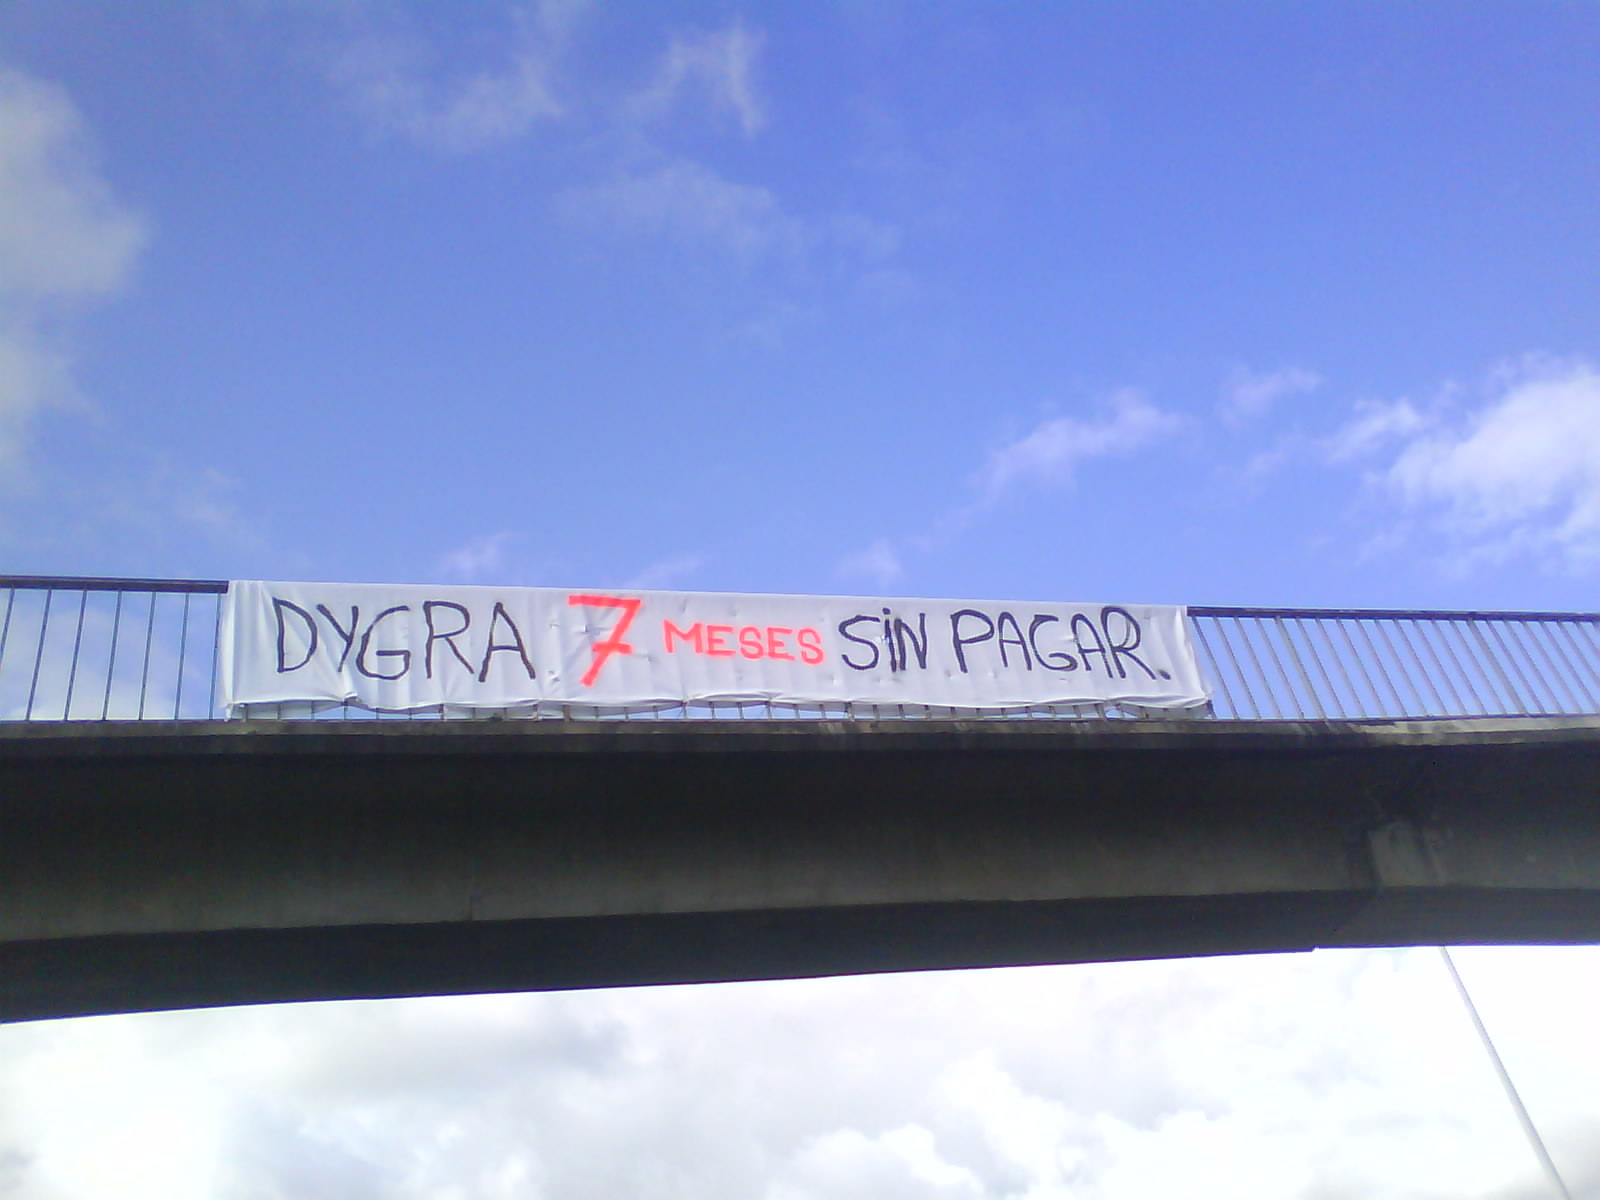 DYGRA 7 MESES SiN PAGAR.